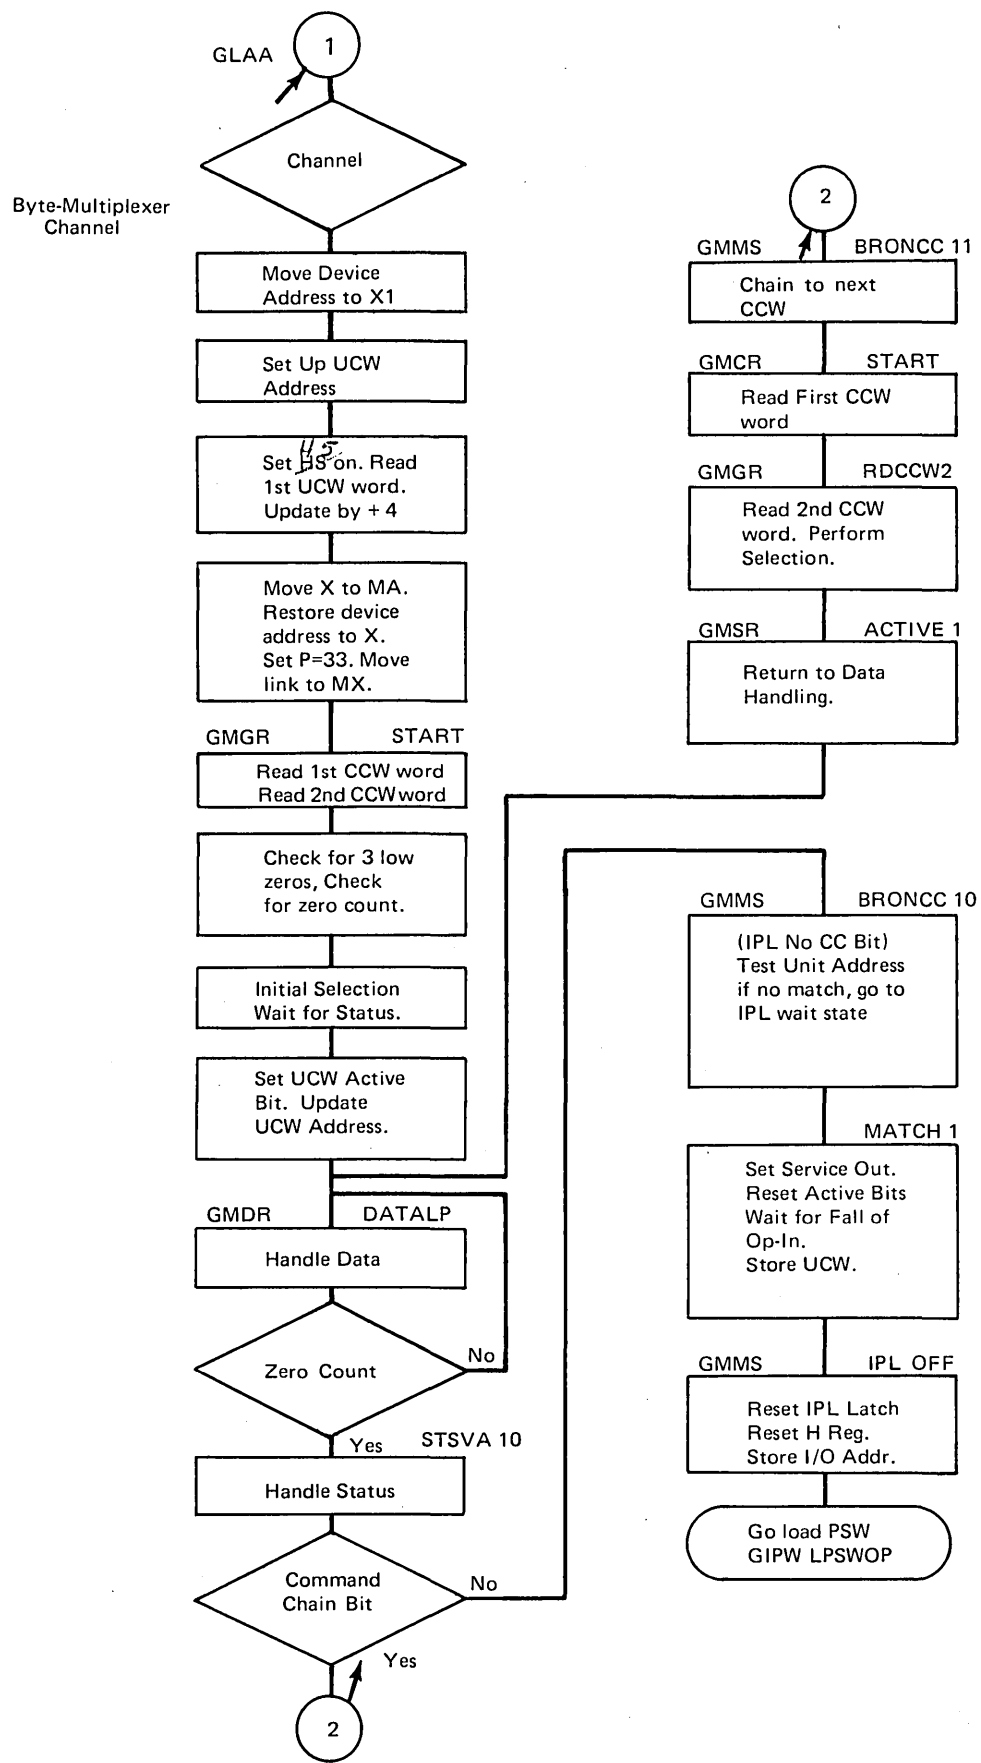 GLAA
1
Channel
Byte-Multiplexer
Channel
Move Device
Address to X1
Set Up UCW
Address
H5
Set HS on. Read
1st UCW word.
Update by + 4
Move X to MA.
Restore device
address to X.
Set P=33. Move
link to MX.
GMGR START
Read 1st CCW word
Read 2nd CCW word
Check for 3 low
zeros, Check
for zero count.
Initial Selection
Wait for Status.
Set UCW Active
Bit. Update
UCW Address.
GMDR DATALP
Handle Data
Zero Count
No
Yes
STSVA 10
Handle Status
Command
Chain Bit
No
Yes
2
2
GMMS BRONCC 11
Chain to next
CCW
GMCR START
Read First CCW
word
GMGR RDCCW2
Read 2nd CCW
word. Perform
Selection.
GMSR ACTIVE 1
Return to Data
Handling.
GMMS BRONCC 10
(IPL No CC Bit)
Test Unit Address
if no match, go to
IPL wait state
MATCH 1
Set Service Out.
Reset Active Bits
Wait for Fall of
Op-In.
Store UCW.
GMMS IPL OFF
Reset IPL Latch
Reset H Reg.
Store I/O Addr.
Go load PSW
GIPW LPSWOP